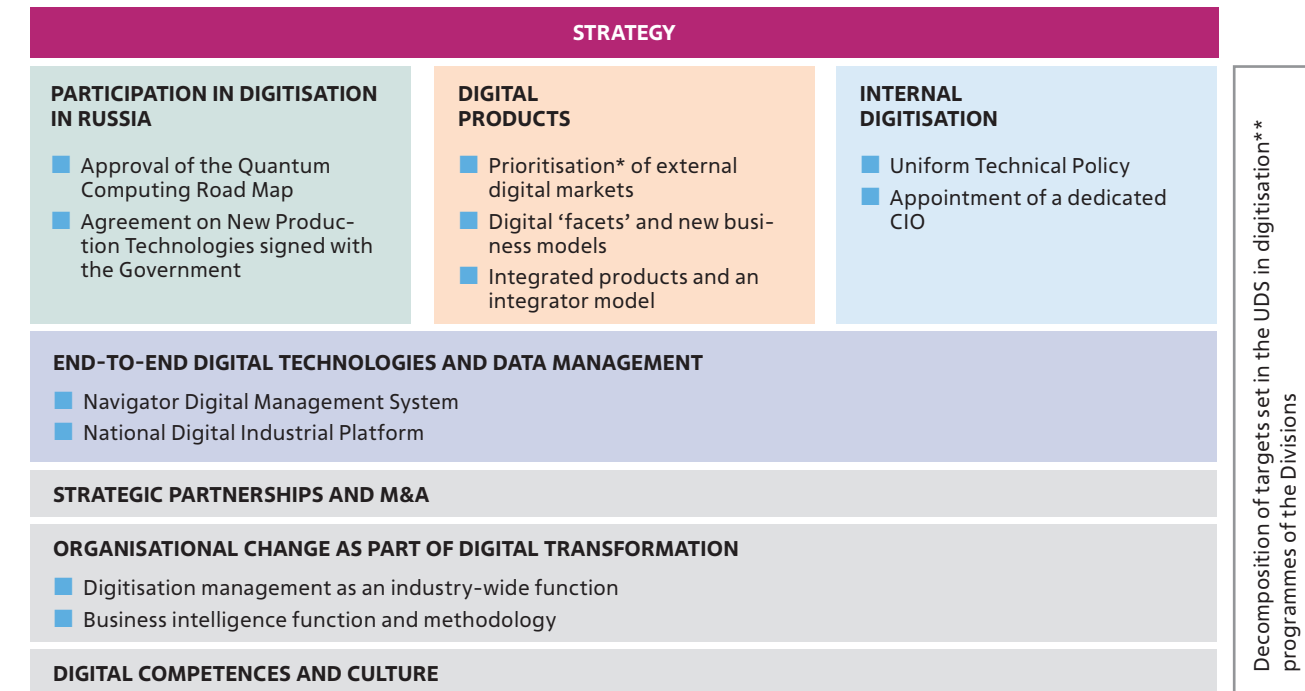 STRATEGY
PARTICIPATION IN DIGITISATION
IN RUSSIA
Approval of the Quantum
Computing Road Map
Agreement on New Produc-
tion Technologies signed with
the Government
DIGITAL
PRODUCTS
Prioritisation* of external
digital markets
Digital ‘facets’ and new busi-
ness models
Integrated products and an
integrator model
INTERNAL
DIGITISATION
Uniform Technical Policy
Appointment of a dedicated
CIO
END-TO-END DIGITAL TECHNOLOGIES AND DATA MANAGEMENT
Navigator Digital Management System
National Digital Industrial Platform
STRATEGIC PARTNERSHIPS AND M&A
ORGANISATIONAL CHANGE AS PART OF DIGITAL TRANSFORMATION
Digitisation management as an industry-wide function
Business intelligence function and methodology
DIGITAL COMPETENCES AND CULTURE
Decomposition of targets set in the UDS in digitisation**
programmes of the Divisions